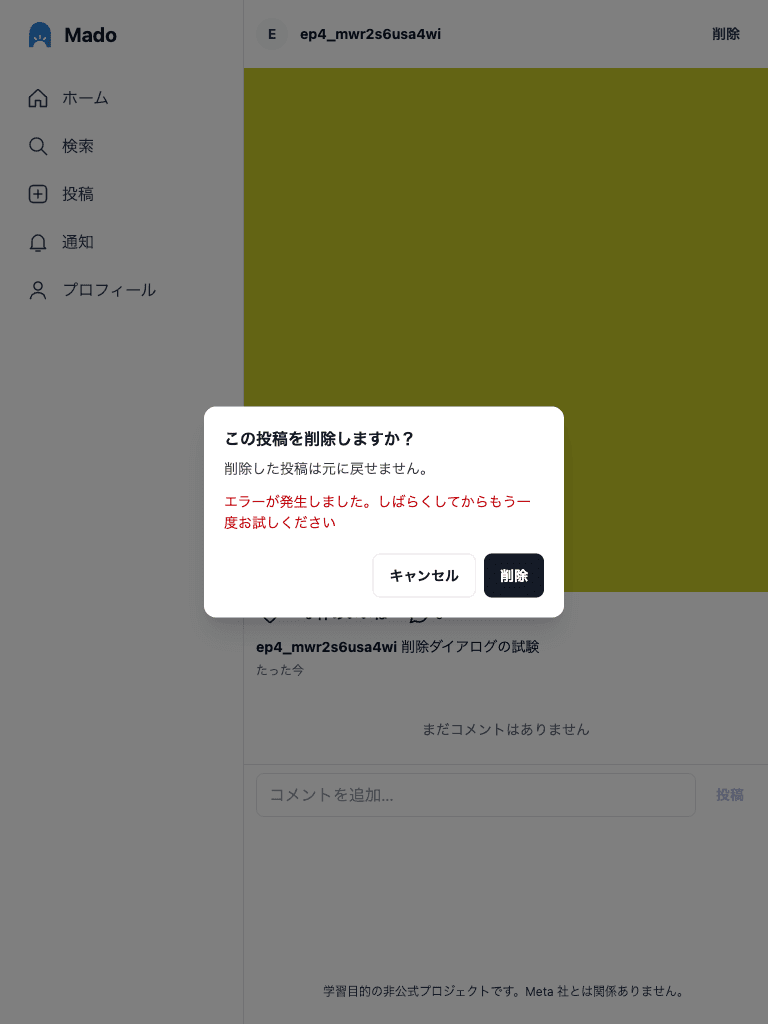 Mado
ホーム
検索
投稿
通知
プロフィール
E ep4_mwr2s6usa4wi 削除
この投稿を削除しますか？
削除した投稿は元に戻せません。
エラーが発生しました。しばらくしてからもう一
度お試しください
キャンセル 削除
ep4_mwr2s6usa4wi 削除ダイアログの試験
たった今
まだコメントはありません
コメントを追加... 投稿
学習目的の非公式プロジェクトです。Meta 社とは関係ありません。